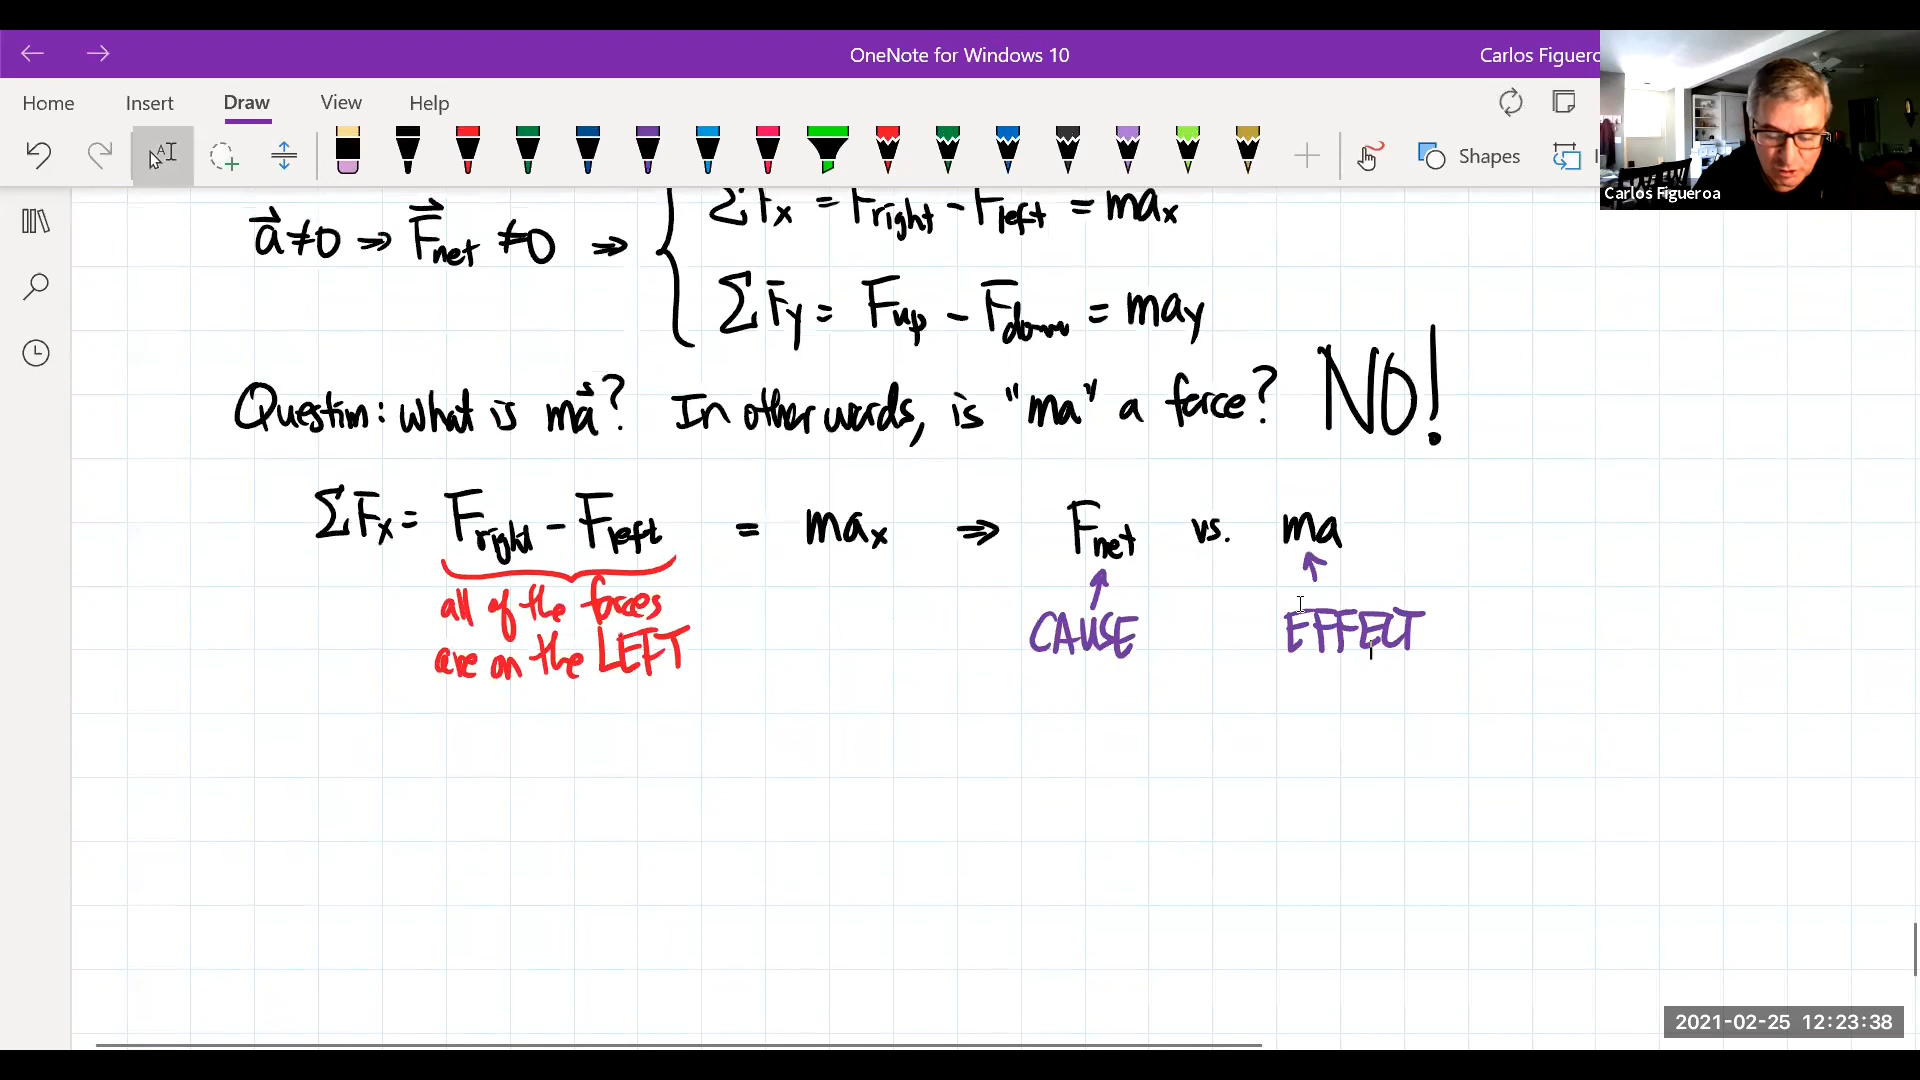 OneNote for Windows 10
Carlos Figuero
Home Insert Draw View Help
Shapes
Carlos Figueroa
ΣFx = Fright - Fleft = max
a⃗ ≠ 0 ⇒ F⃗net ≠ 0 ⇒
ΣFy = Fup - Fdown = may
Question: what is ma⃗? In other words, is "ma" a force? NO!
ΣFx = Fright - Fleft = max ⇒ Fnet vs. ma
all of the forces
are on the LEFT
CAUSE EFFECT
2021-02-25 12:23:38